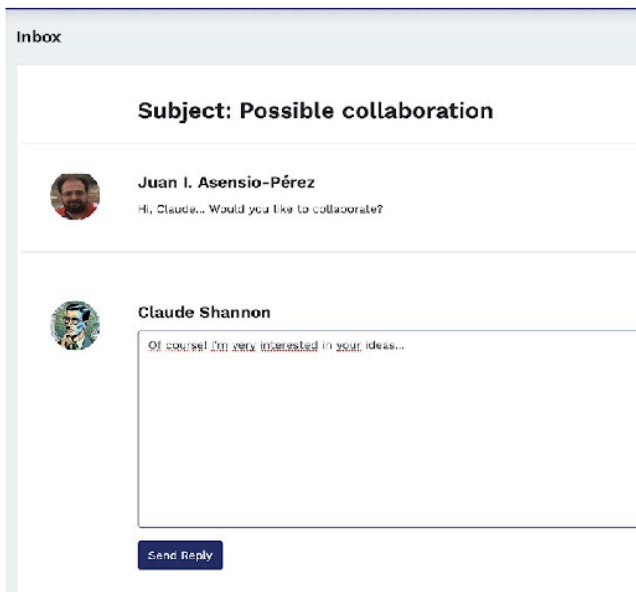 Inbox
Subject: Possible collaboration
Juan I. Asensio-Pérez
Hi, Claude... Would you like to collaborate?
Claude Shannon
Of course! I'm very interested in your ideas...
Send Reply